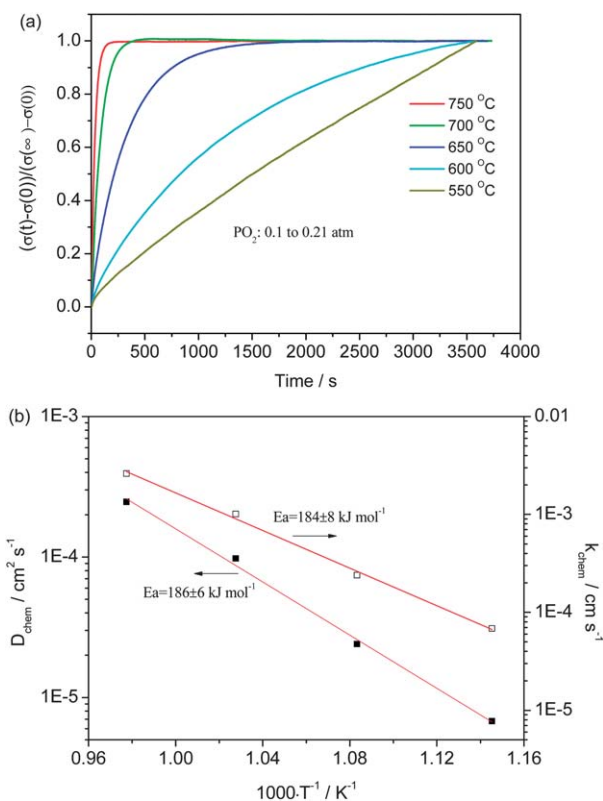 (a)
(σ(t)-σ(0))/(σ(∞)-σ(0))
1.0
0.8
0.6
0.4
0.2
0.0
750 °C
700 °C
650 °C
600 °C
550 °C
PO₂: 0.1 to 0.21 atm
0 500 1000 1500 2000 2500 3000 3500 4000
Time / s
(b)
D_chem / cm² s⁻¹
1E-3
1E-4
1E-5
Ea=184±8 kJ mol⁻¹
Ea=186±6 kJ mol⁻¹
0.01
1E-3
1E-4
1E-5
k_chem / cm s⁻¹
0.96 1.00 1.04 1.08 1.12 1.16
1000·T⁻¹ / K⁻¹